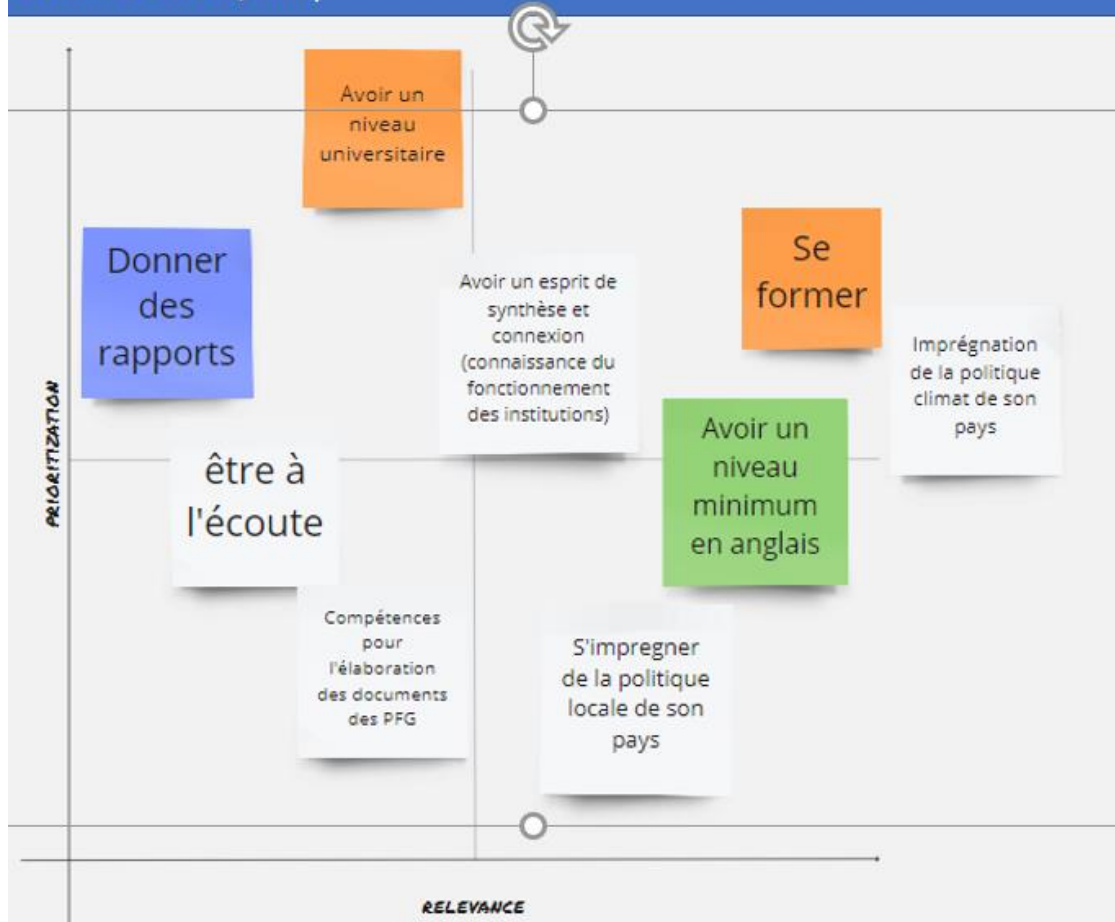 Avoir un
niveau
universitaire
Donner
des
rapports
Avoir un esprit de
synthèse et
connexion
(connaissance du
fonctionnement
des institutions)
Se
former
Imprégnation
de la politique
climat de son
pays
PRIORITIZATION
être à
l'écoute
Avoir un
niveau
minimum
en anglais
Compétences
pour
l'élaboration
des documents
des PFG
S'impregner
de la politique
locale de son
pays
RELEVANCE